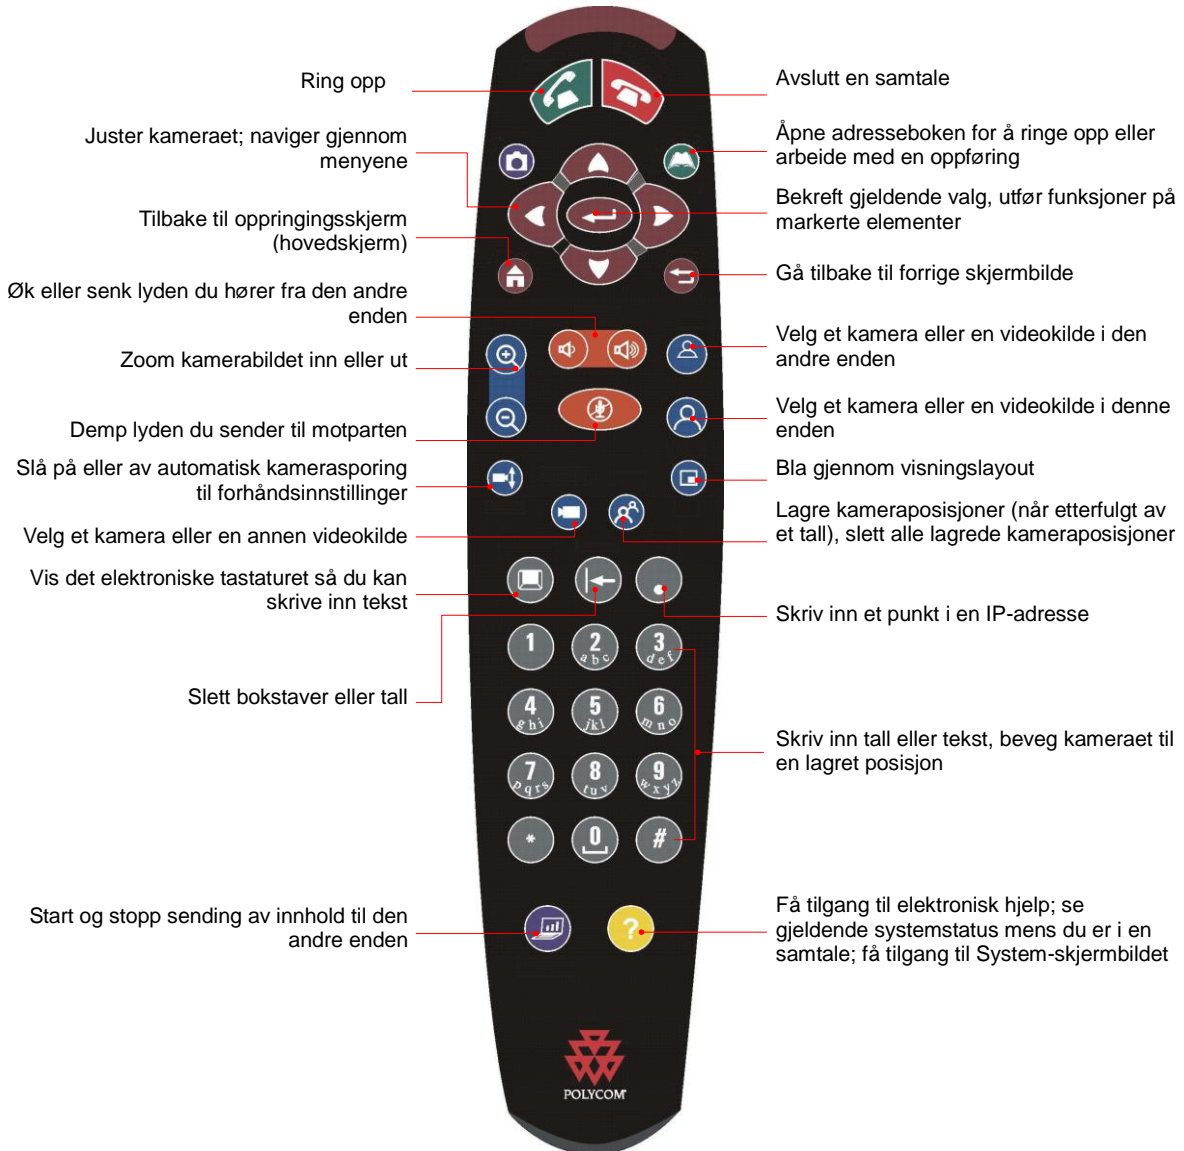 Ring opp
Avslutt en samtale
Juster kameraet; naviger gjennom
menyene
Åpne adresseboken for å ringe opp eller
arbeide med en oppføring
Bekreft gjeldende valg, utfør funksjoner på
markerte elementer
Tilbake til oppringingsskjerm
(hovedskjerm)
Gå tilbake til forrige skjermbilde
Øk eller senk lyden du hører fra den andre
enden
Velg et kamera eller en videokilde i den
andre enden
Zoom kamerabildet inn eller ut
Velg et kamera eller en videokilde i denne
enden
Demp lyden du sender til motparten
Slå på eller av automatisk kamerasporing
til forhåndsinnstillinger
Bla gjennom visningslayout
Lagre kameraposisjoner (når etterfulgt av
et tall), slett alle lagrede kameraposisjoner
Velg et kamera eller en annen videokilde
Vis det elektroniske tastaturet så du kan
skrive inn tekst
Skriv inn et punkt i en IP-adresse
1
2
abc
3
def
Slett bokstaver eller tall
4
ghi
5
jkl
6
mno
Skriv inn tall eller tekst, beveg kameraet til
en lagret posisjon
7
pqrs
8
tuv
9
wxyz
*
0
#
Start og stopp sending av innhold til den
andre enden
?
Få tilgang til elektronisk hjelp; se
gjeldende systemstatus mens du er i en
samtale; få tilgang til System-skjermbildet
POLYCOM